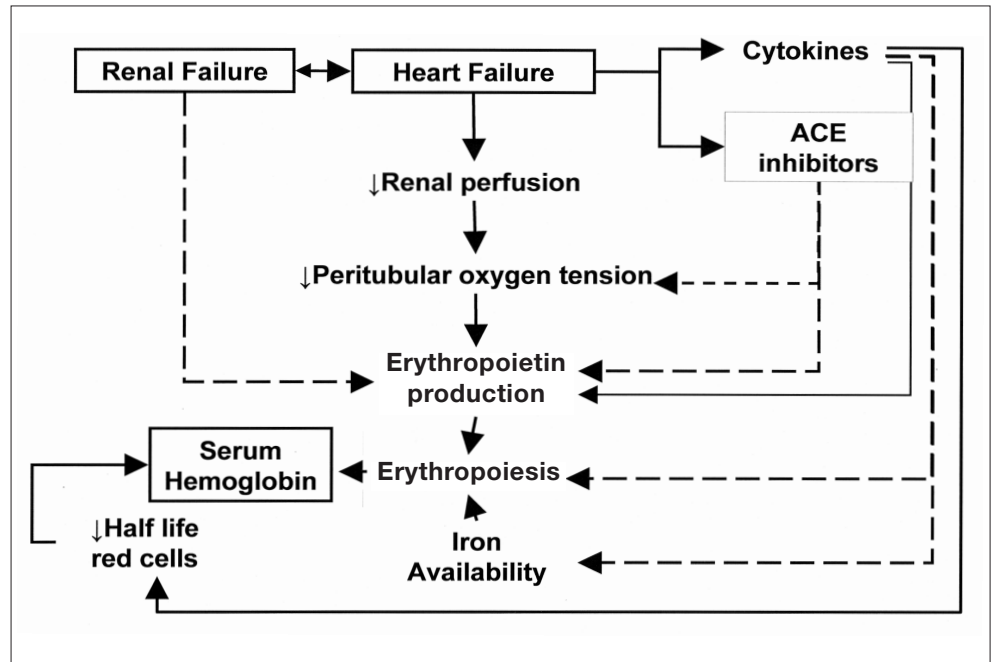 Renal Failure
Heart Failure
Cytokines
ACE
inhibitors
↓Renal perfusion
↓Peritubular oxygen tension
Erythropoietin
production
Serum
Hemoglobin
Erythropoiesis
↓Half life
red cells
Iron
Availability